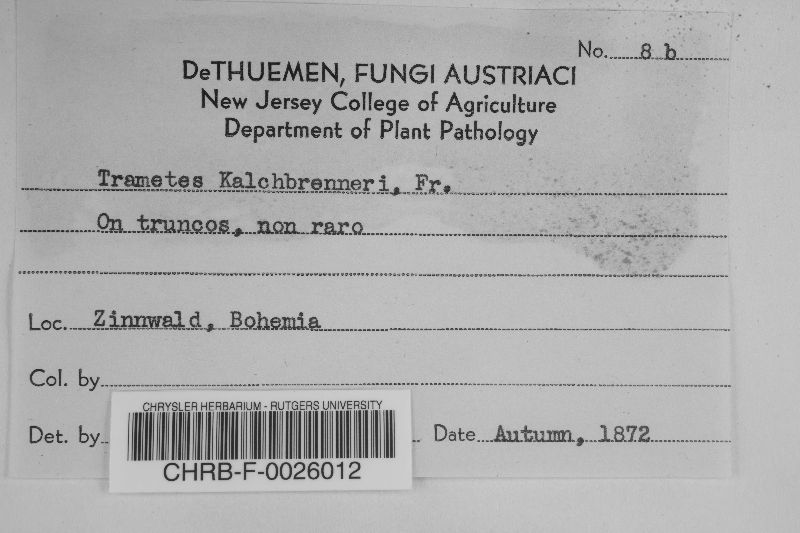 No. 8 b
DeTHUEMEN, FUNGI AUSTRIACI
New Jersey College of Agriculture
Department of Plant Pathology
Trametes Kalchbrenneri, Fr.
On truncos, non raro
Loc. Zinnwald, Bohemia
Col. by
Det. by Date Autumn, 1872
CHRYSLER HERBARIUM - RUTGERS UNIVERSITY
CHRB-F-0026012